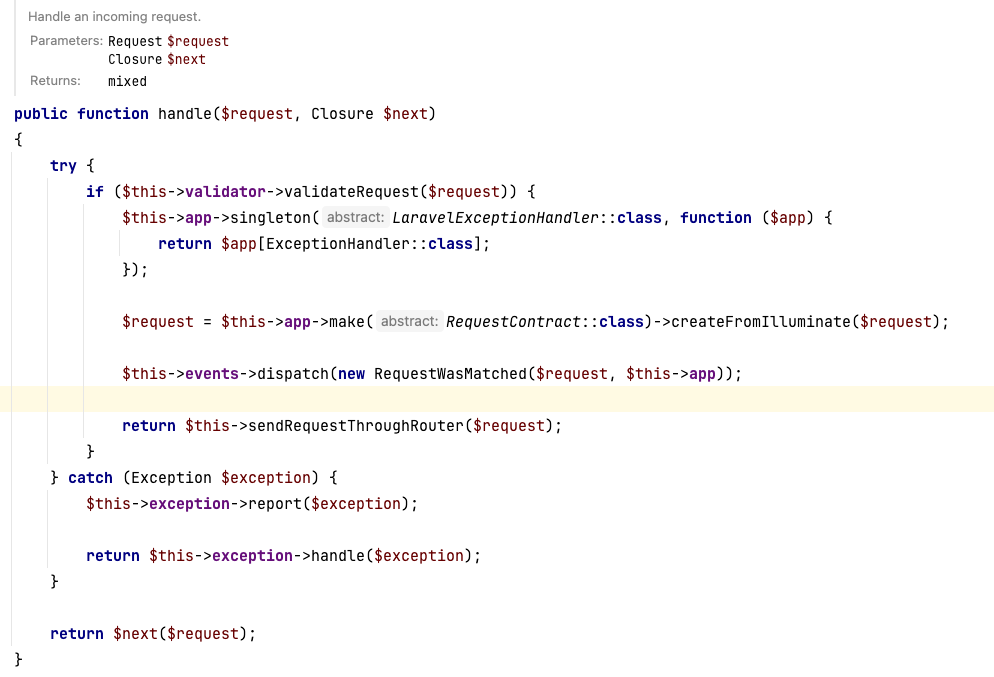 Handle an incoming request.
Parameters: Request $request
Closure $next
Returns: mixed
public function handle($request, Closure $next)
{
    try {
        if ($this->validator->validateRequest($request)) {
            $this->app->singleton( abstract: LaravelExceptionHandler::class, function ($app) {
                return $app[ExceptionHandler::class];
            });

            $request = $this->app->make( abstract: RequestContract::class)->createFromIlluminate($request);

            $this->events->dispatch(new RequestWasMatched($request, $this->app));

            return $this->sendRequestThroughRouter($request);
        }
    } catch (Exception $exception) {
        $this->exception->report($exception);

        return $this->exception->handle($exception);
    }

    return $next($request);
}